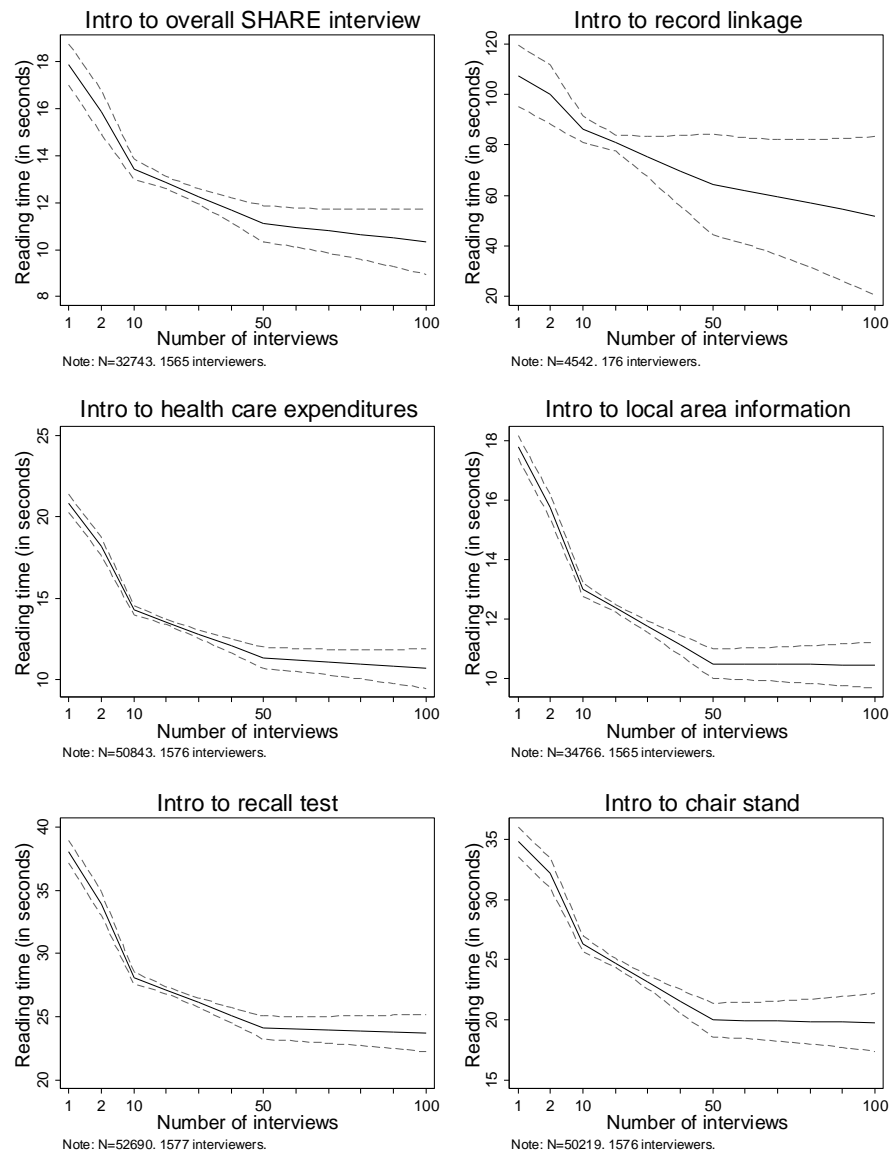 Intro to overall SHARE interview
Reading time (in seconds)
18
16
14
12
10
8
1 2 10 50 100
Number of interviews
Note: N=32743. 1565 interviewers.
Intro to record linkage
Reading time (in seconds)
120
100
80
60
40
20
1 2 10 50 100
Number of interviews
Note: N=4542. 176 interviewers.
Intro to health care expenditures
Reading time (in seconds)
25
20
15
10
1 2 10 50 100
Number of interviews
Note: N=50843. 1576 interviewers.
Intro to local area information
Reading time (in seconds)
18
16
14
12
10
1 2 10 50 100
Number of interviews
Note: N=34766. 1565 interviewers.
Intro to recall test
Reading time (in seconds)
40
35
30
25
20
1 2 10 50 100
Number of interviews
Note: N=52690. 1577 interviewers.
Intro to chair stand
Reading time (in seconds)
35
30
25
20
15
1 2 10 50 100
Number of interviews
Note: N=50219. 1576 interviewers.